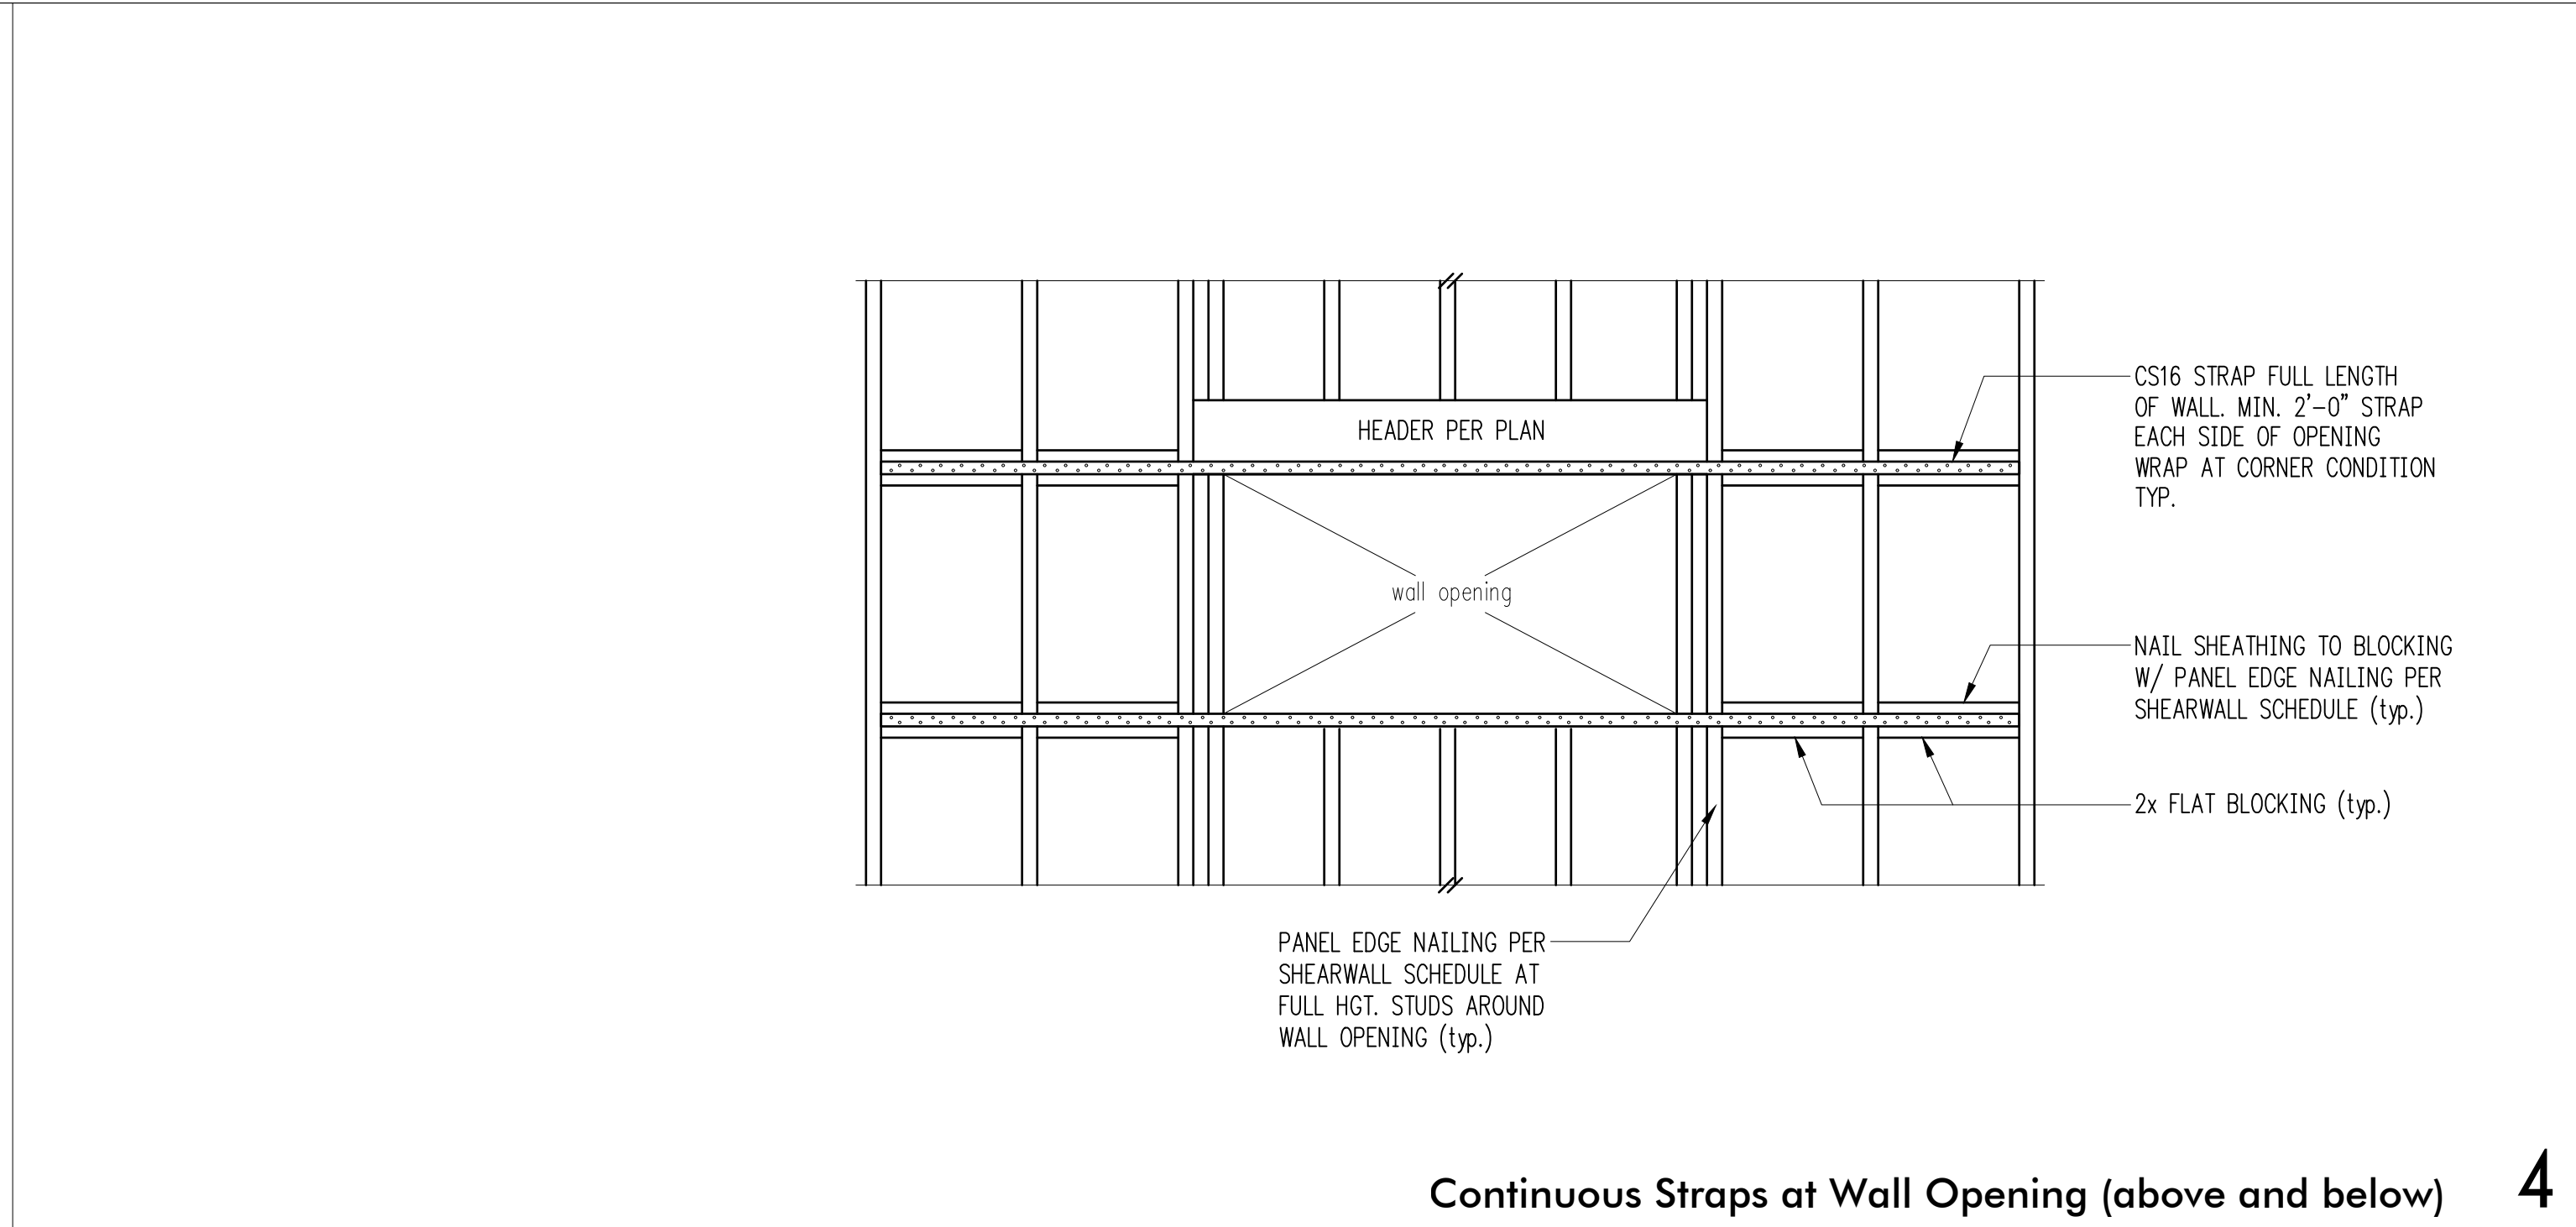 HEADER PER PLAN
CS16 STRAP FULL LENGTH
OF WALL. MIN. 2'-0" STRAP
EACH SIDE OF OPENING
WRAP AT CORNER CONDITION
TYP.
wall opening
NAIL SHEATHING TO BLOCKING
W/ PANEL EDGE NAILING PER
SHEARWALL SCHEDULE (typ.)
2x FLAT BLOCKING (typ.)
PANEL EDGE NAILING PER
SHEARWALL SCHEDULE AT
FULL HGT. STUDS AROUND
WALL OPENING (typ.)
Continuous Straps at Wall Opening (above and below) 4